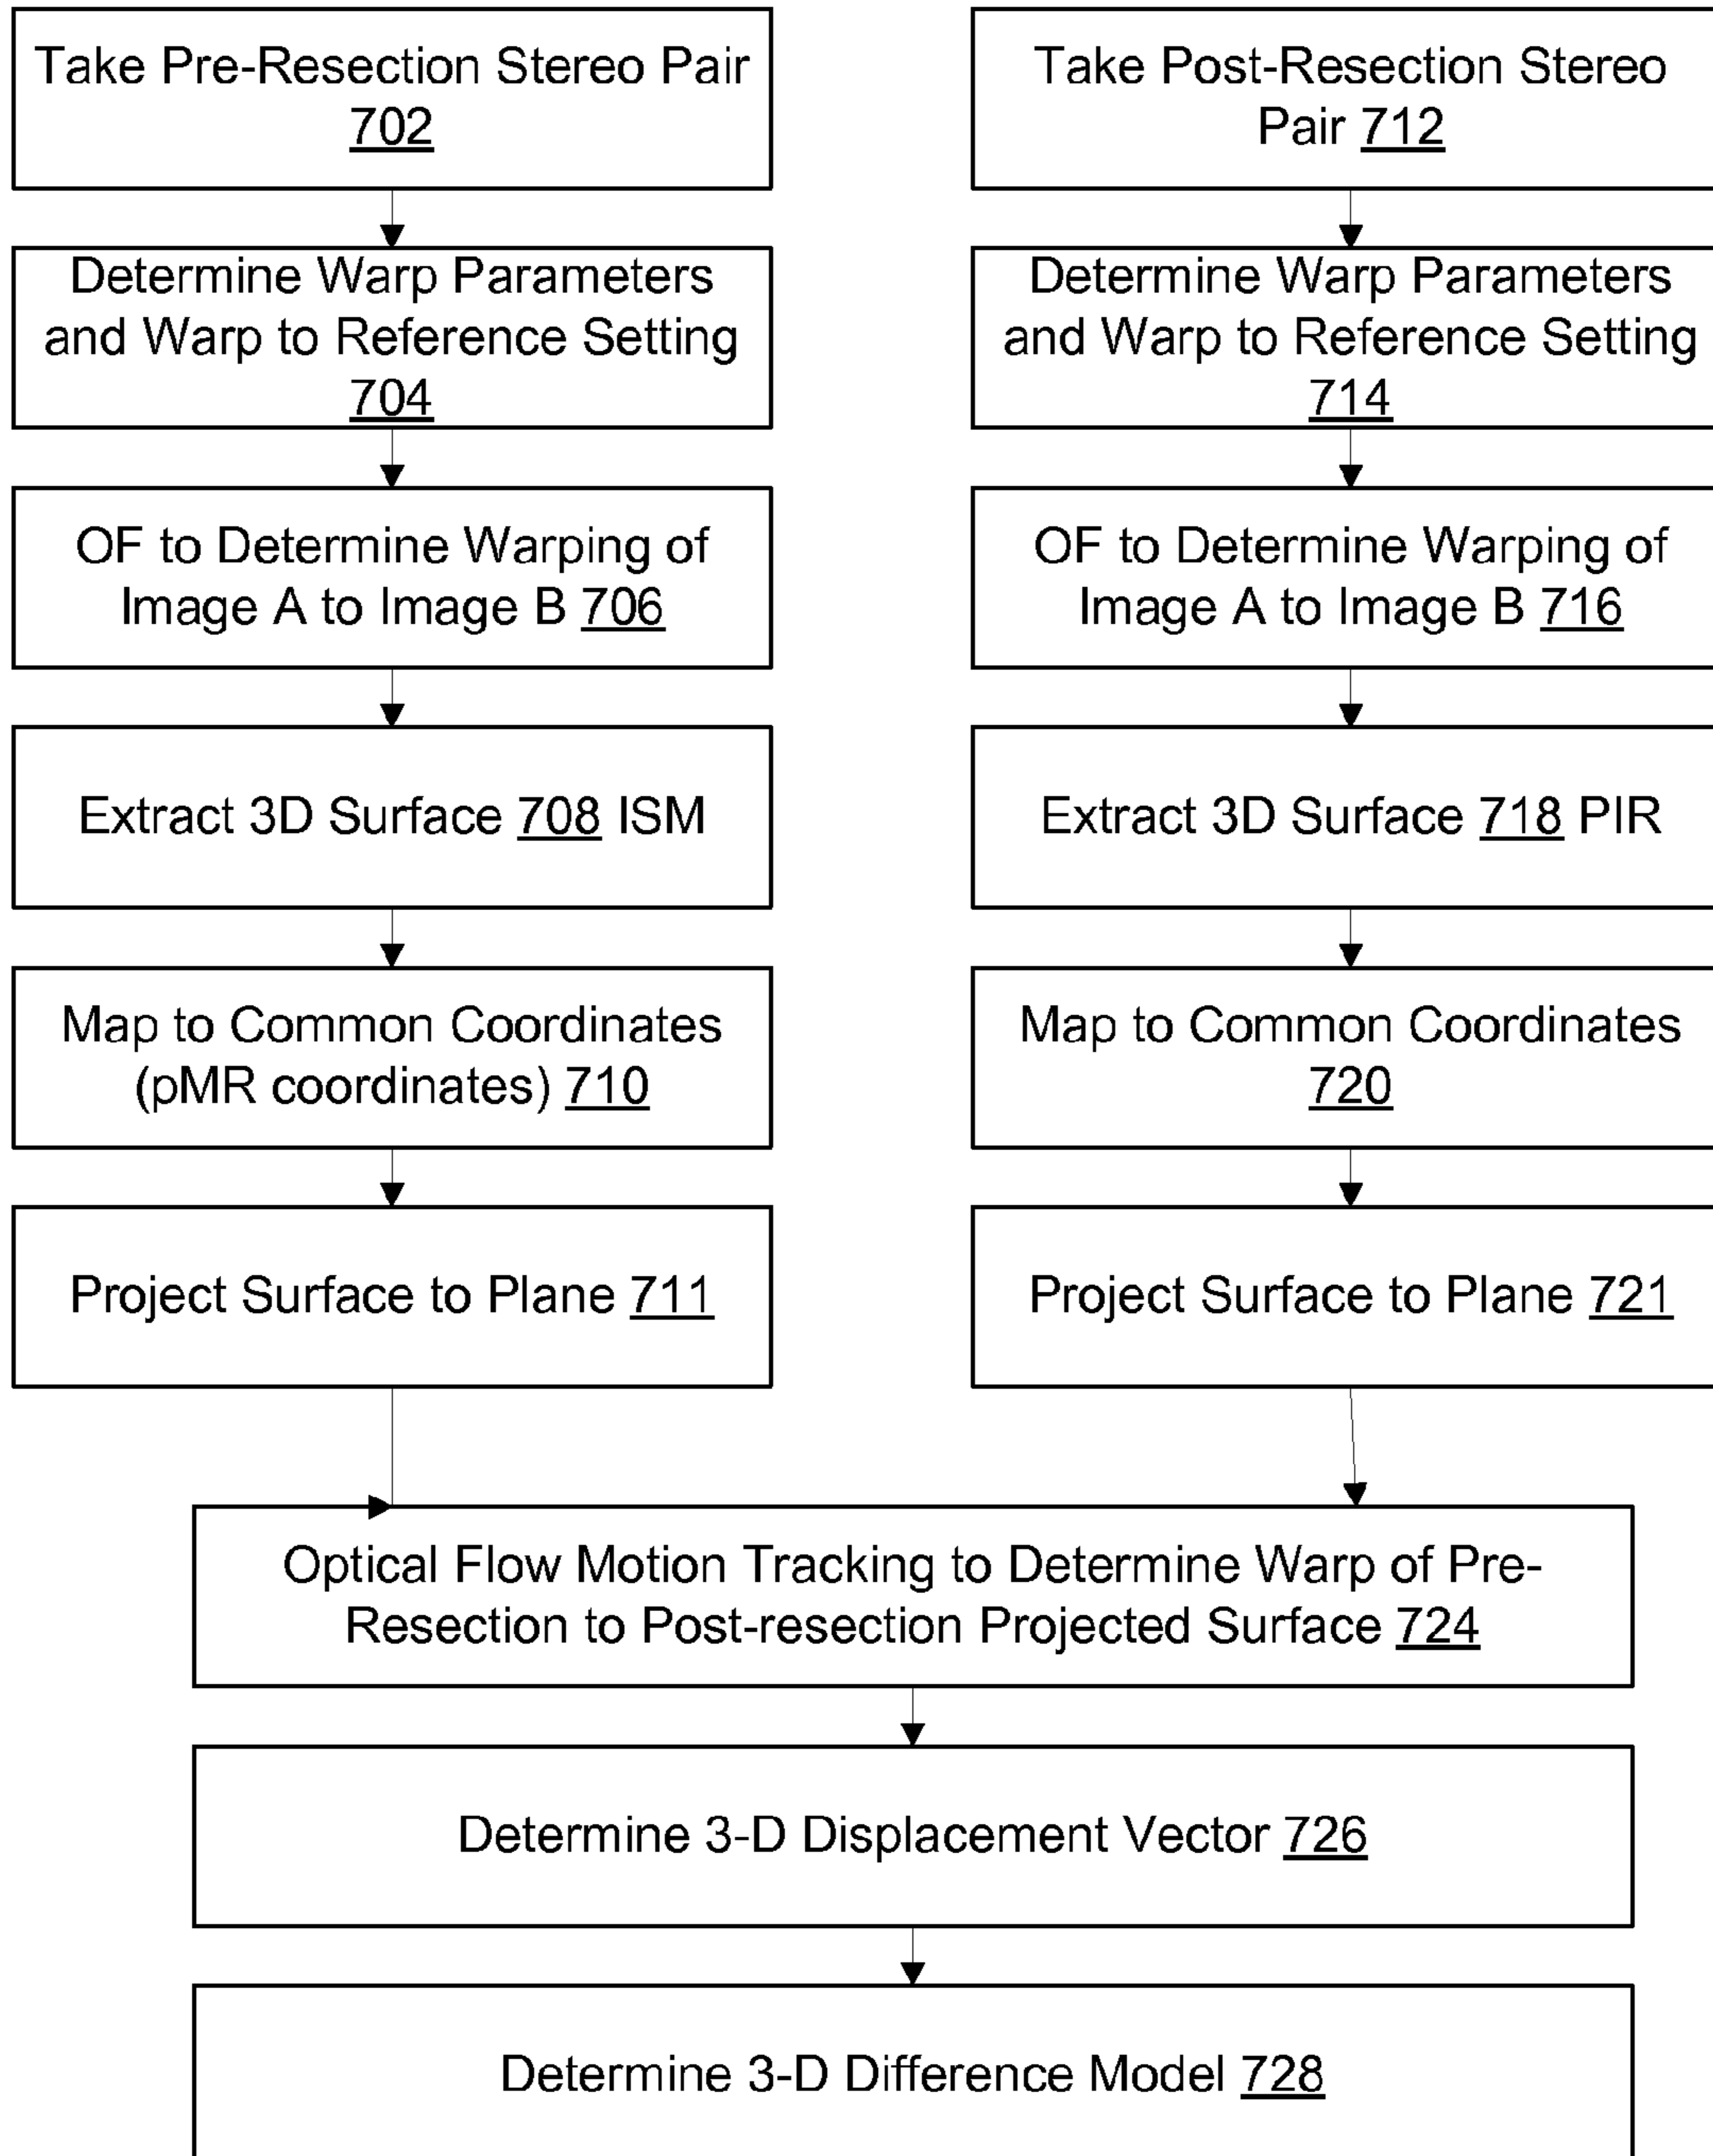 Take Pre-Resection Stereo Pair
702
Determine Warp Parameters
and Warp to Reference Setting
704
OF to Determine Warping of
Image A to Image B 706
Extract 3D Surface 708 ISM
Map to Common Coordinates
(pMR coordinates) 710
Project Surface to Plane 711
Take Post-Resection Stereo
Pair 712
Determine Warp Parameters
and Warp to Reference Setting
714
OF to Determine Warping of
Image A to Image B 716
Extract 3D Surface 718 PIR
Map to Common Coordinates
720
Project Surface to Plane 721
Optical Flow Motion Tracking to Determine Warp of Pre-
Resection to Post-resection Projected Surface 724
Determine 3-D Displacement Vector 726
Determine 3-D Difference Model 728